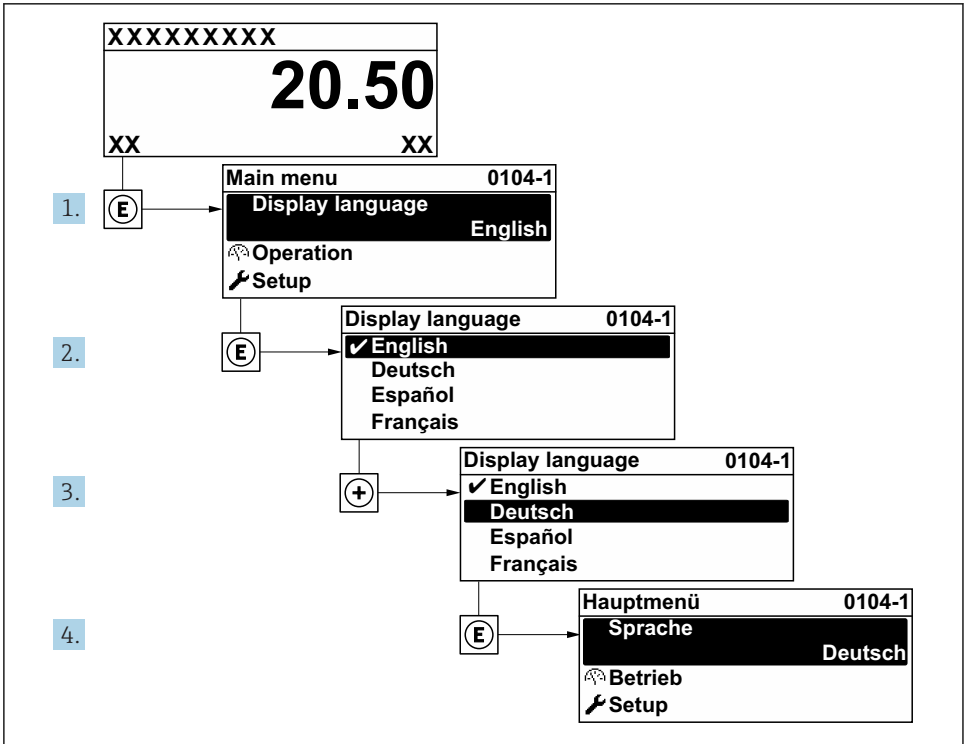 XXXXXXXXX
20.50
XX XX
1.
E
Main menu 0104-1
Display language
English
Operation
Setup
2.
E
Display language 0104-1
✔ English
Deutsch
Español
Français
3.
+
Display language 0104-1
✔ English
Deutsch
Español
Français
4.
E
Hauptmenü 0104-1
Sprache
Deutsch
Betrieb
Setup